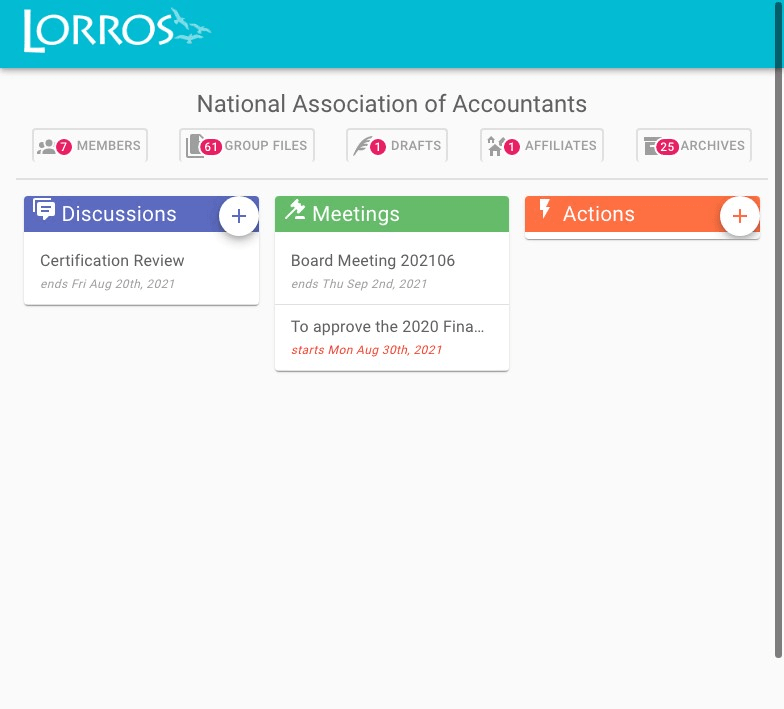 LORROS
National Association of Accountants
7 MEMBERS 61 GROUP FILES 1 DRAFTS 1 AFFILIATES 25 ARCHIVES
Discussions + Meetings Actions +
Certification Review
ends Fri Aug 20th, 2021
Board Meeting 202106
ends Thu Sep 2nd, 2021
To approve the 2020 Fina…
starts Mon Aug 30th, 2021